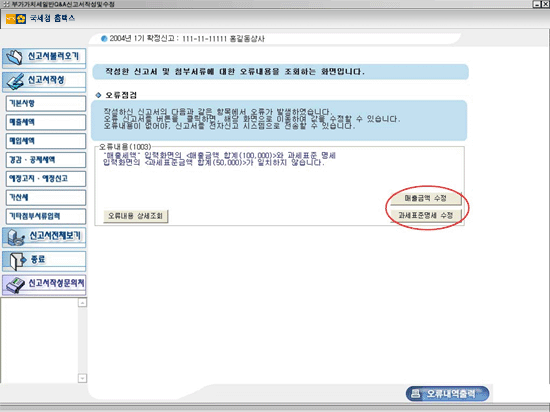 부가가치세일반Q&A신고서작성및수정
국세청 홈택스
2004년 1기 확정신고 : 111-11-11111 홍길동상사
신고서불러오기
신고서작성
기본사항
매출세액
매입세액
경감·공제세액
예정고지·예정신고
가산세
기타첨부서류입력
신고서전체보기
종료
신고서작성문의처
작성한 신고서 및 첨부서류에 대한 오류내용을 조회하는 화면입니다.
오류점검
작성하신 신고서의 다음과 같은 항목에서 오류가 발생하였습니다.
오류 신고서를 버튼을 클릭하면, 해당 화면으로 이동하여 값을 수정할 수 있습니다.
오류내용이 없어야, 신고서를 전자신고 시스템으로 전송할 수 있습니다.
오류내용(1003)
"매출세액" 입력화면의 <매출금액 합계(100,000)>와 과세표준 명세
입력화면의 <과세표준금액 합계(50,000)>가 일치하지 않습니다.
매출금액 수정
오류내용 상세조회
과세표준명세 수정
오류내역출력